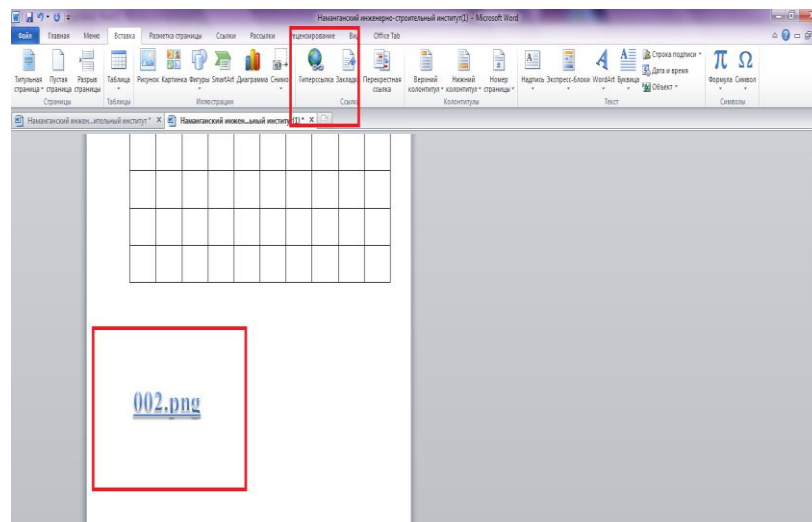 Наманганский инженерно-строительный институт(1) - Microsoft Word
Файл Главная Меню Вставка Разметка страницы Ссылки Рассылки Рецензирование Вид Office Tab
Титульная страница Пустая страница Разрыв страницы Таблица Рисунок Картинка Фигуры SmartArt Диаграмма Снимок Гиперссылка Закладка Перекрестная ссылка Верхний колонтитул Нижний колонтитул Номер страницы Надпись Экспресс-блоки WordArt Буквица Строка подписи Дата и время Объект Формула Символ
Страницы Таблицы Иллюстрации Ссылки Колонтитулы Текст Символы
Наманганский инжен...ительный институт * Наманганский инжен...ьный институт(1) *
002.png